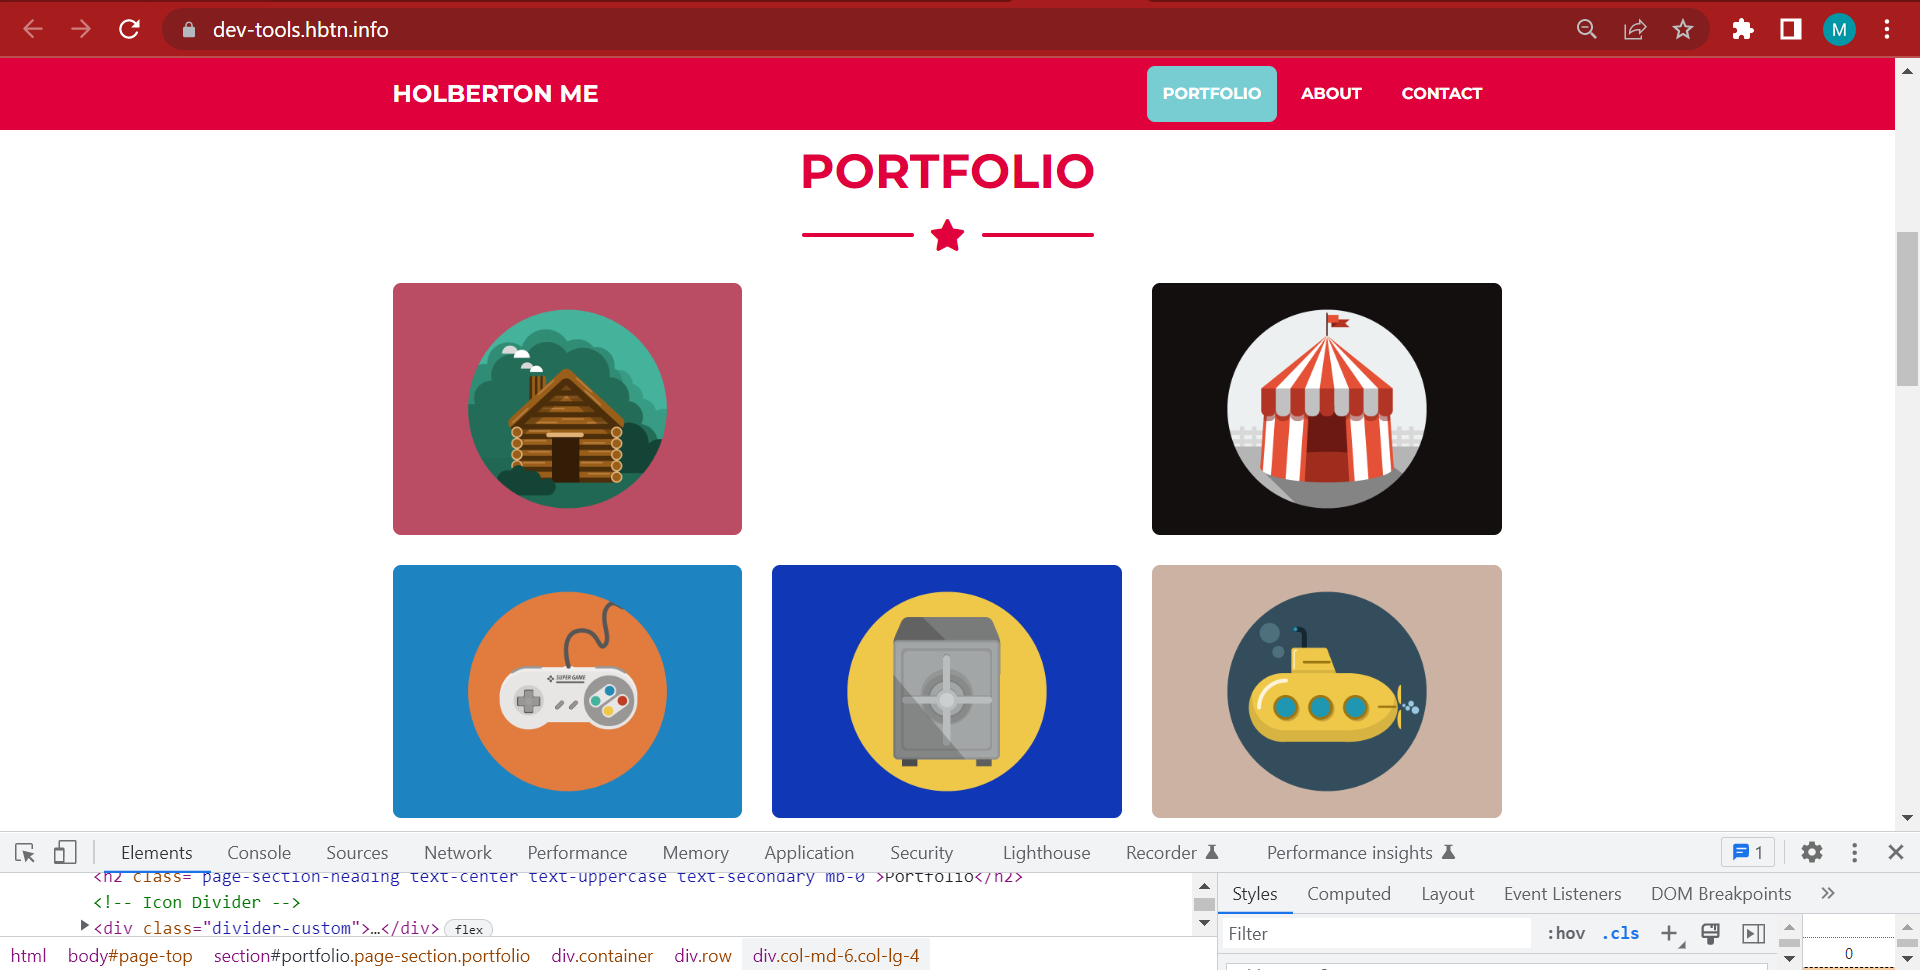 dev-tools.hbtn.info
M
HOLBERTON ME
PORTFOLIO ABOUT CONTACT
PORTFOLIO
SUPER GAME
Elements Console Sources Network Performance Memory Application Security Lighthouse Recorder Performance insights 1
<h2 class="page-section-heading text-center text-uppercase text-secondary mb-0">Portfolio</h2>
<!-- Icon Divider -->
<div class="divider-custom">…</div> flex
html body#page-top section#portfolio.page-section.portfolio div.container div.row div.col-md-6.col-lg-4
Styles Computed Layout Event Listeners DOM Breakpoints »
Filter :hov .cls +
0